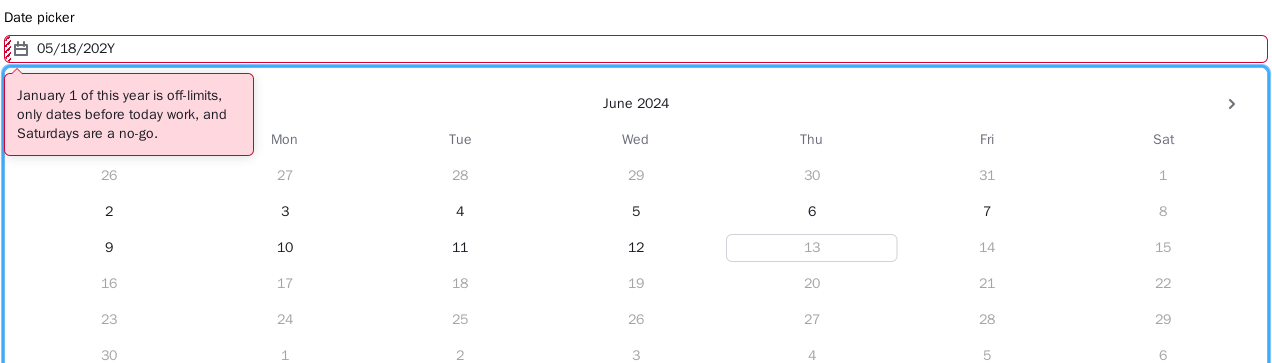 Date picker
05/18/202Y
January 1 of this year is off-limits,
only dates before today work, and
Saturdays are a no-go.
June 2024
Mon Tue Wed Thu Fri Sat
26 27 28 29 30 31 1
2 3 4 5 6 7 8
9 10 11 12 13 14 15
16 17 18 19 20 21 22
23 24 25 26 27 28 29
30 1 2 3 4 5 6